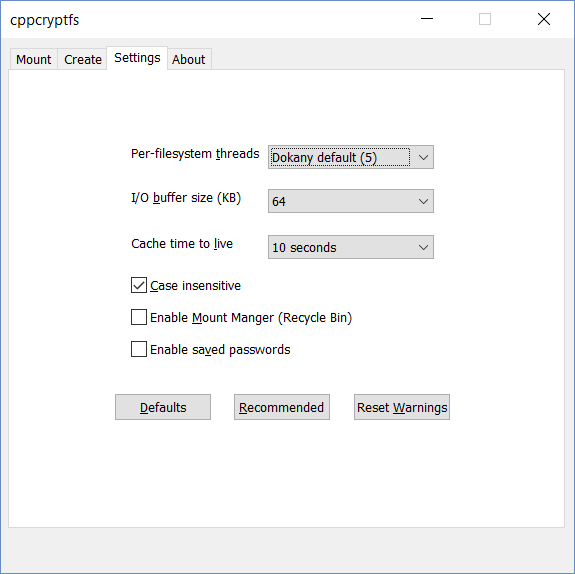 cppcryptfs
Mount Create Settings About
Per-filesystem threads Dokany default (5)
I/O buffer size (KB) 64
Cache time to live 10 seconds
Case insensitive
Enable Mount Manger (Recycle Bin)
Enable saved passwords
Defaults Recommended Reset Warnings